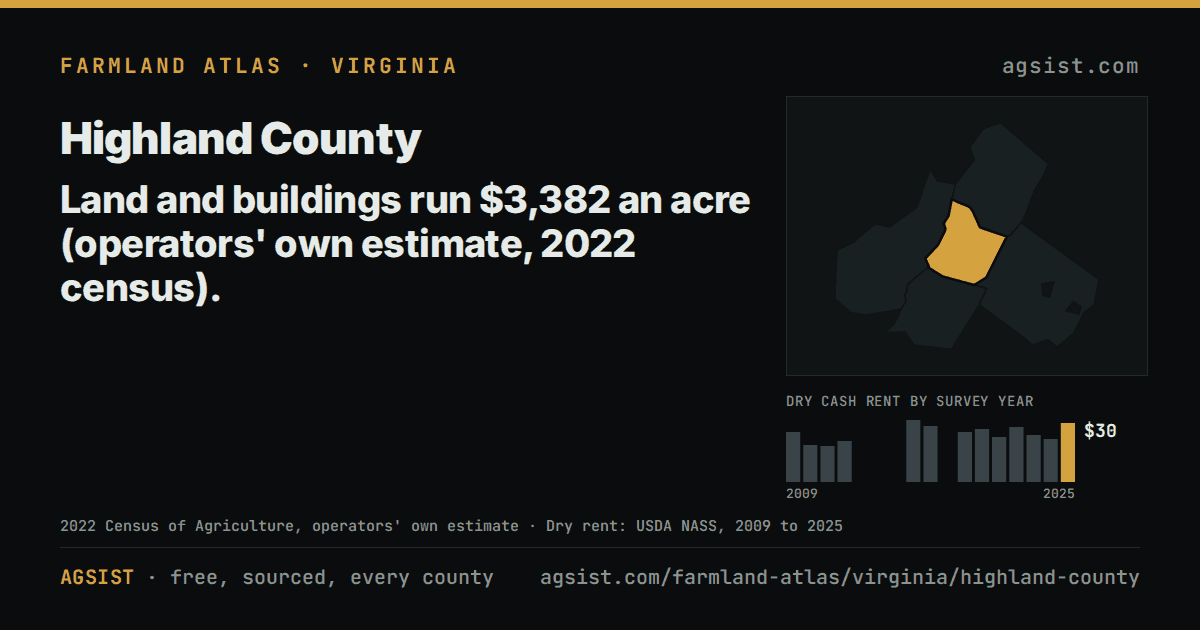 FARMLAND ATLAS · VIRGINIA
agsist.com
Highland County
Land and buildings run $3,382 an acre
(operators' own estimate, 2022
census).
DRY CASH RENT BY SURVEY YEAR
$30
2009
2025
2022 Census of Agriculture, operators' own estimate · Dry rent: USDA NASS, 2009 to 2025
AGSIST · free, sourced, every county
agsist.com/farmland-atlas/virginia/highland-county